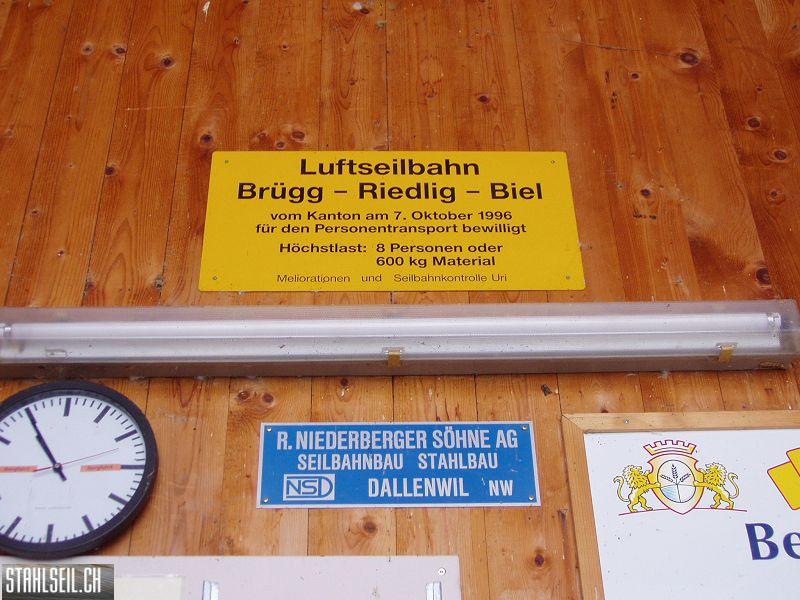 Luftseilbahn
Brügg – Riedlig – Biel
vom Kanton am 7. Oktober 1996
für den Personentransport bewilligt
Höchstlast: 8 Personen oder
600 kg Material
Meliorationen und Seilbahnkontrolle Uri
R. NIEDERBERGER SÖHNE AG
SEILBAHNBAU STAHLBAU
NSD DALLENWIL NW
Be
STAHLSEIL.CH